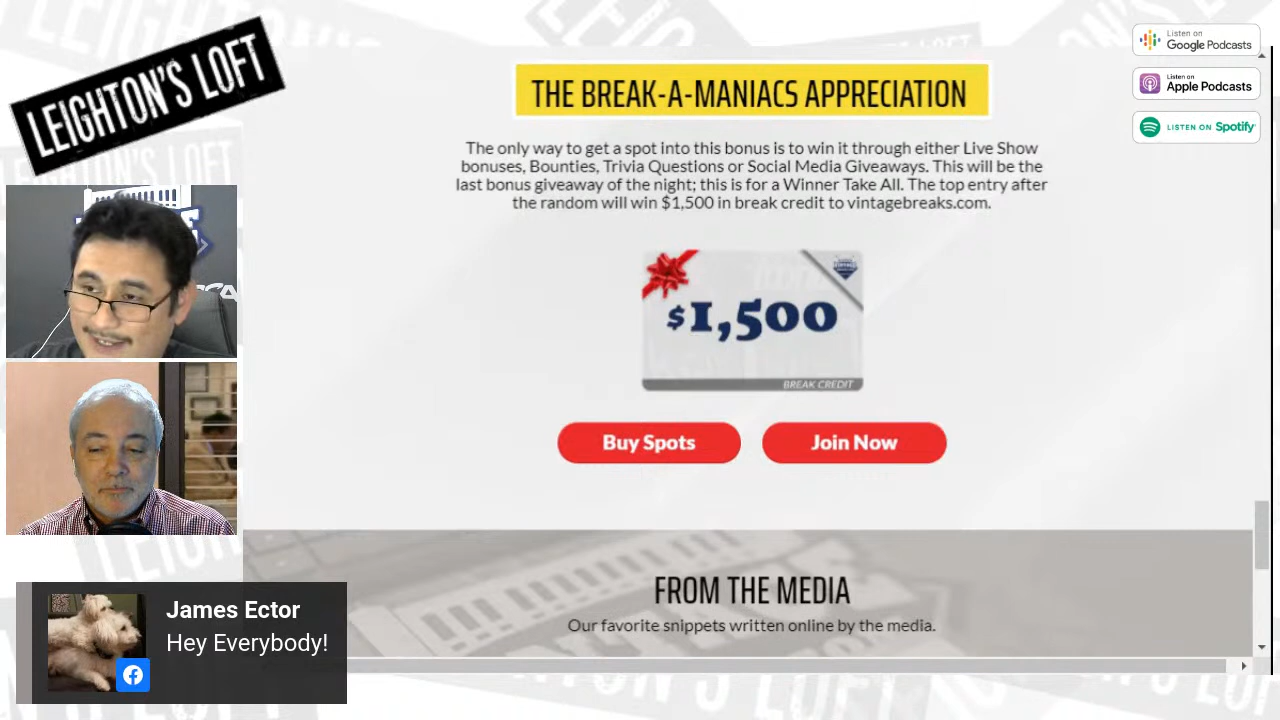 LEIGHTON'S LOFT
Listen on
Google Podcasts
Listen on
Apple Podcasts
LISTEN ON Spotify
THE BREAK-A-MANIACS APPRECIATION
The only way to get a spot into this bonus is to win it through either Live Show
bonuses, Bounties, Trivia Questions or Social Media Giveaways. This will be the
last bonus giveaway of the night; this is for a Winner Take All. The top entry after
the random will win $1,500 in break credit to vintagebreaks.com.
$1,500
BREAK CREDIT
Buy Spots
Join Now
FROM THE MEDIA
Our favorite snippets written online by the media.
James Ector
Hey Everybody!